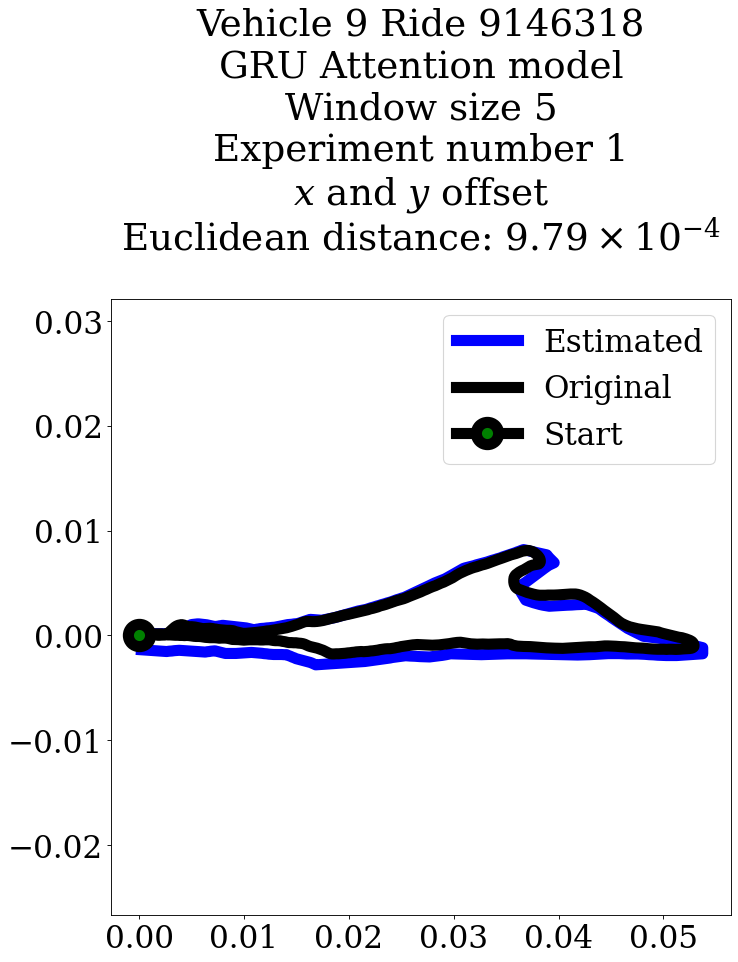 Vehicle 9 Ride 9146318
GRU Attention model
Window size 5
Experiment number 1
x and y offset
Euclidean distance: 9.79 × 10⁻⁴
Estimated
Original
Start
0.03
0.02
0.01
0.00
−0.01
−0.02
0.00 0.01 0.02 0.03 0.04 0.05